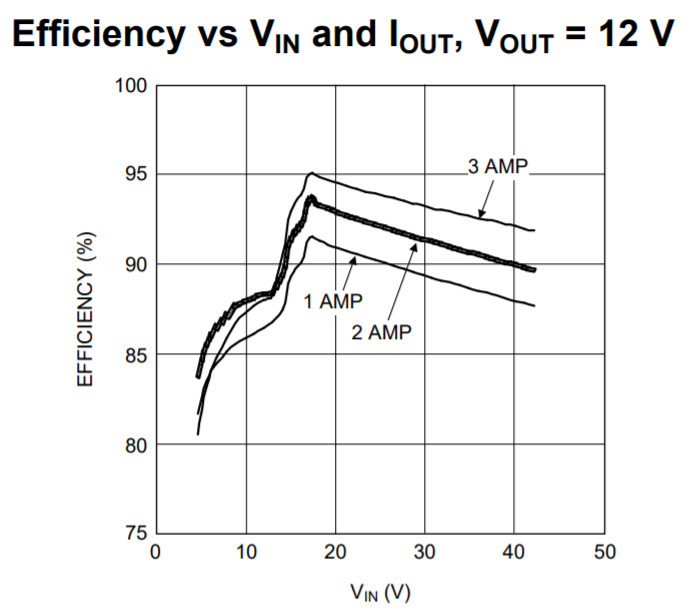 Efficiency vs VIN and IOUT, VOUT = 12 V
100
95
90
85
80
75
0
10
20
30
40
50
EFFICIENCY (%)
VIN (V)
3 AMP
1 AMP
2 AMP